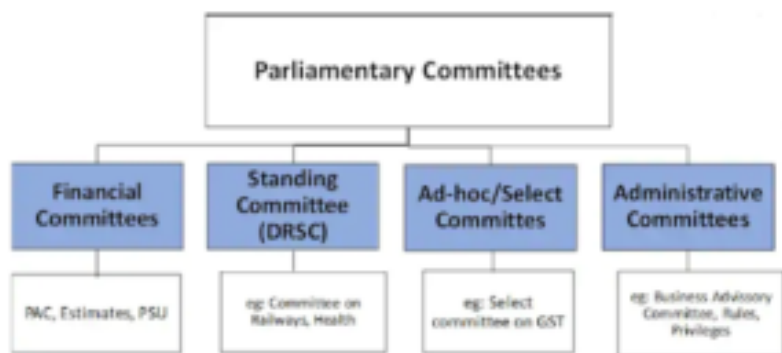 Parliamentary Committees
Financial
Committees
Standing
Committee
(DRSC)
Ad-hoc/Select
Committes
Administrative
Committees
PAC, Estimates, PSU
eg: Committee on
Railways, Health
eg: Select
committee on GST
eg: Business Advisory
Committee, Rules,
Privileges